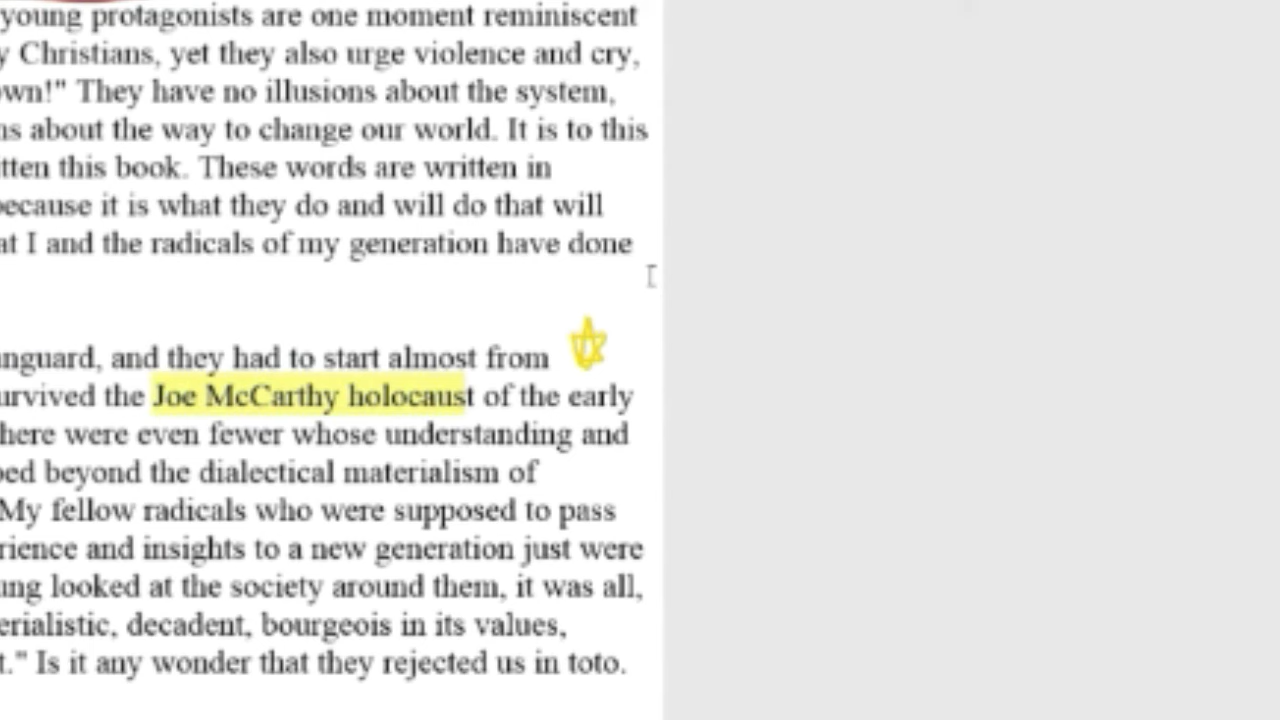 young protagonists are one moment reminiscent
y Christians, yet they also urge violence and cry,
own!" They have no illusions about the system,
ns about the way to change our world. It is to this
tten this book. These words are written in
because it is what they do and will do that will
at I and the radicals of my generation have done
anguard, and they had to start almost from
urvived the Joe McCarthy holocaust of the early
here were even fewer whose understanding and
ped beyond the dialectical materialism of
My fellow radicals who were supposed to pass
rience and insights to a new generation just were
ung looked at the society around them, it was all,
erialistic, decadent, bourgeois in its values,
t." Is it any wonder that they rejected us in toto.